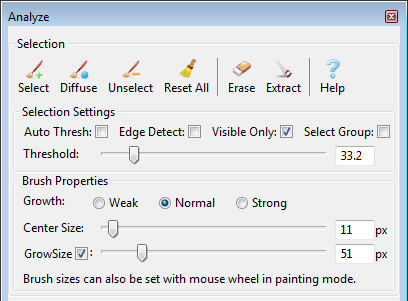 Analyze
Selection
Select Diffuse Unselect Reset All Erase Extract Help
Selection Settings
Auto Thresh: Edge Detect: Visible Only: Select Group:
Threshold: 33.2
Brush Properties
Growth: Weak Normal Strong
Center Size: 11 px
GrowSize : 51 px
Brush sizes can also be set with mouse wheel in painting mode.